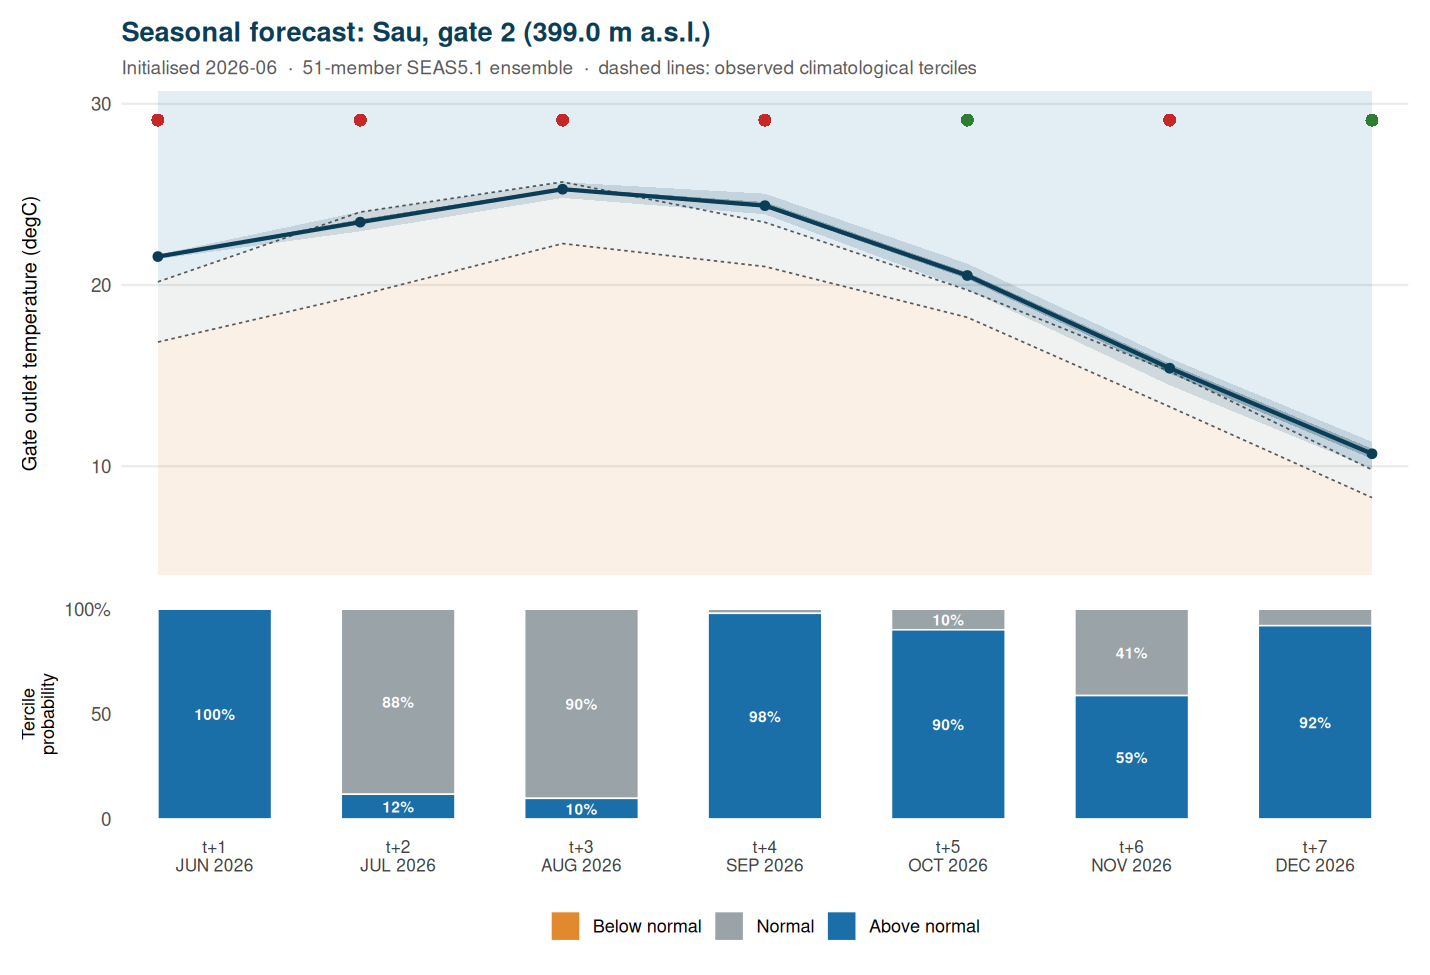 Seasonal forecast: Sau, gate 2 (399.0 m a.s.l.)
Initialised 2026-06 · 51-member SEAS5.1 ensemble · dashed lines: observed climatological terciles
Gate outlet temperature (degC)
30
20
10
Tercile
probability
100%
50
0
100%
88%
12%
90%
10%
98%
10%
90%
41%
59%
92%
t+1
JUN 2026
t+2
JUL 2026
t+3
AUG 2026
t+4
SEP 2026
t+5
OCT 2026
t+6
NOV 2026
t+7
DEC 2026
Below normal
Normal
Above normal